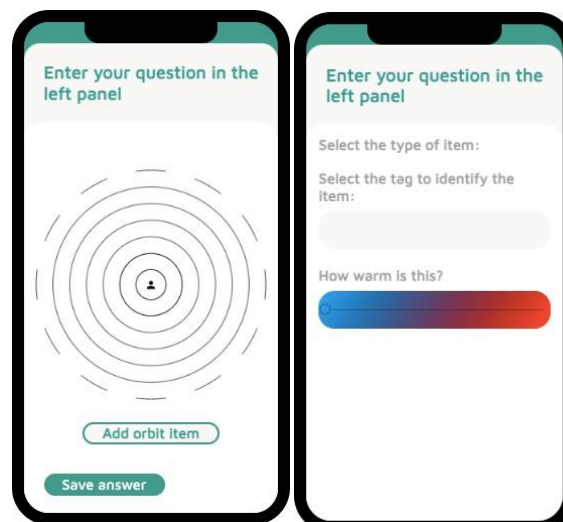 Enter your question in the
left panel
Add orbit item
Save answer
Enter your question in the
left panel
Select the type of item:
Select the tag to identify the
item:
How warm is this?